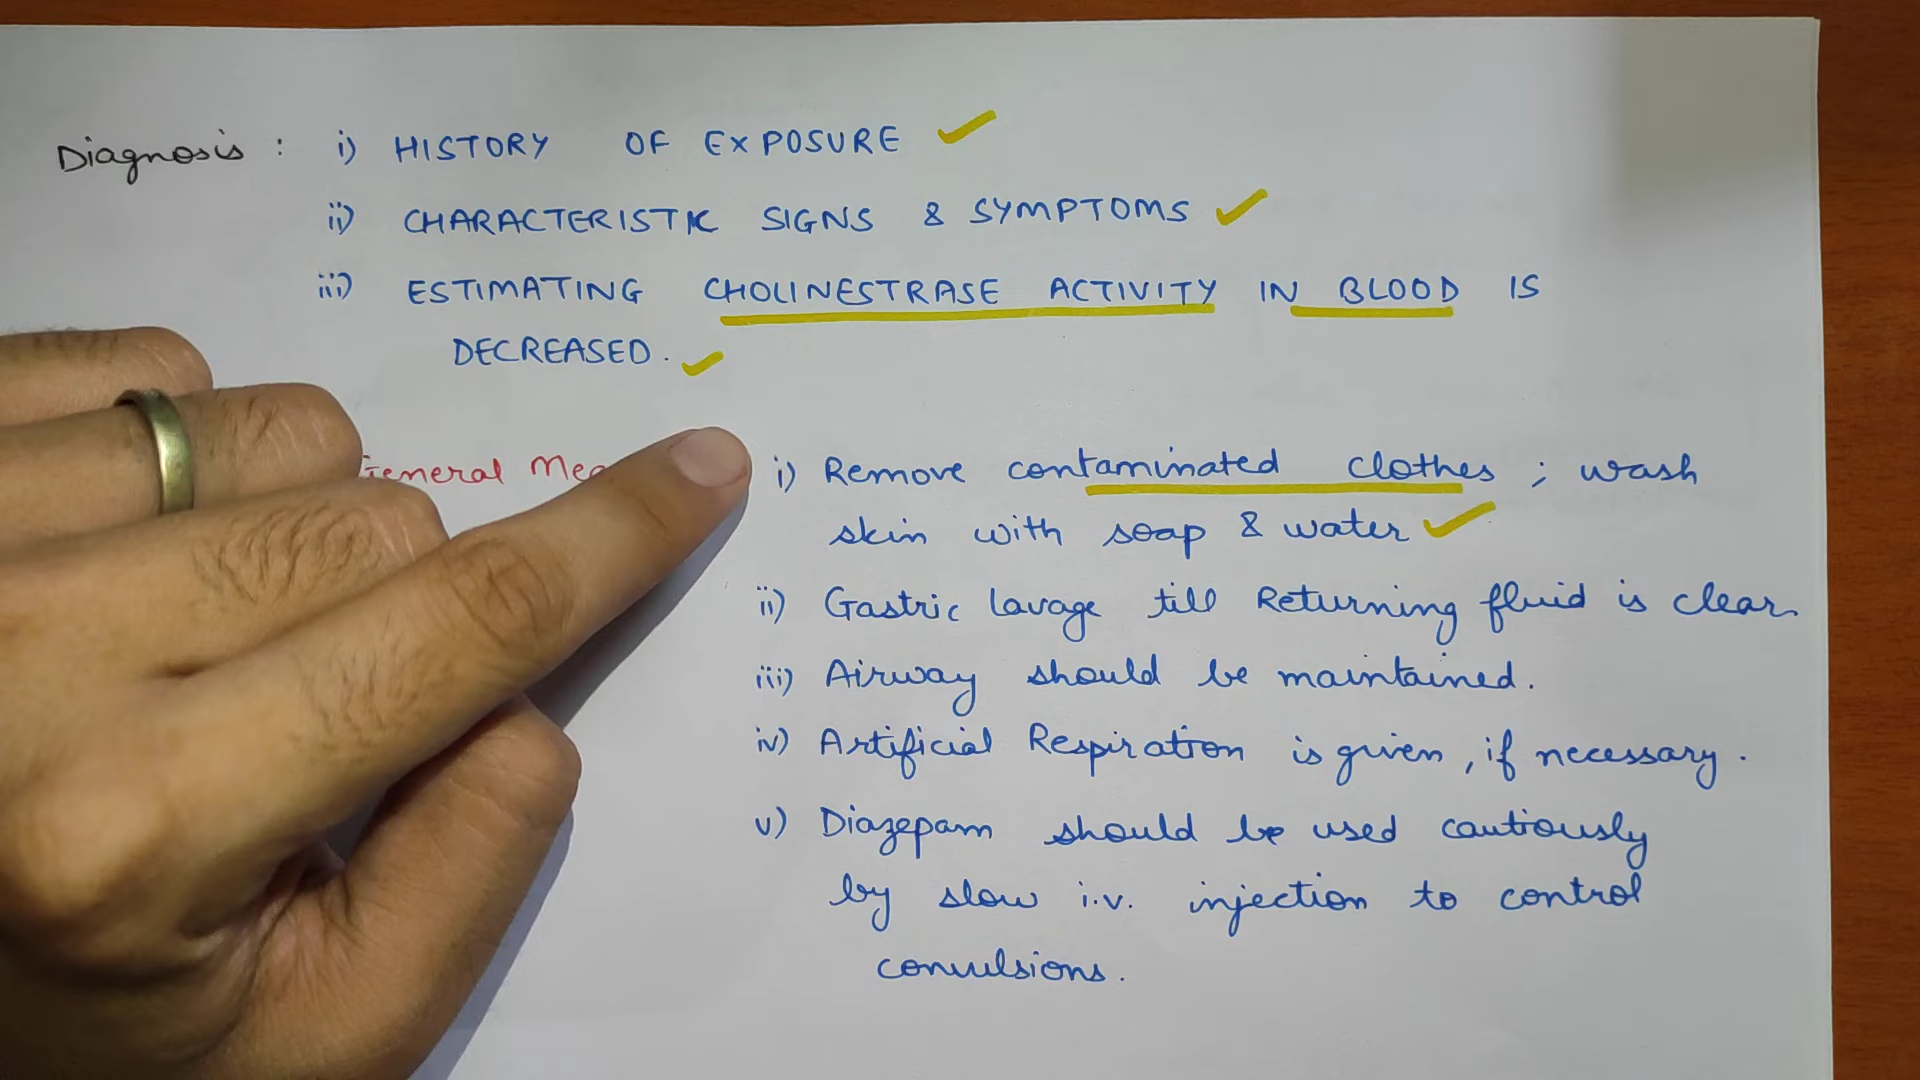 Diagnosis : i) HISTORY OF EXPOSURE
ii) CHARACTERISTIC SIGNS & SYMPTOMS
iii) ESTIMATING CHOLINESTRASE ACTIVITY IN BLOOD IS
DECREASED.
General i) Remove contaminated clothes ; wash
skin with soap & water
ii) Gastric lavage till Returning fluid is clear.
iii) Airway should be maintained.
iv) Artificial Respiration is given, if necessary.
v) Diazepam should be used cautiously
by slow i.v. injection to control
convulsions.